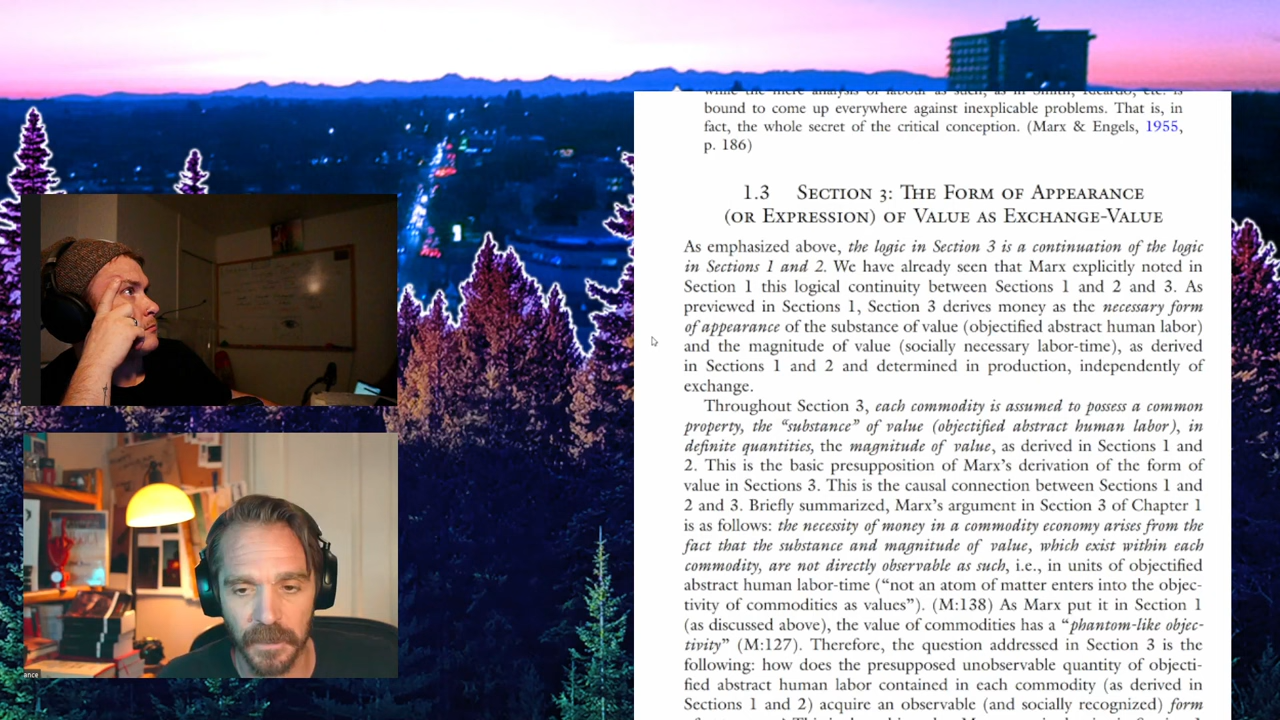 while the mere analysis of labour as such, as in Smith, Ricardo, etc. is
bound to come up everywhere against inexplicable problems. That is, in
fact, the whole secret of the critical conception. (Marx & Engels, 1955,
p. 186)
1.3 Section 3: The Form of Appearance
(or Expression) of Value as Exchange-Value
As emphasized above, the logic in Section 3 is a continuation of the logic
in Sections 1 and 2. We have already seen that Marx explicitly noted in
Section 1 this logical continuity between Sections 1 and 2 and 3. As
previewed in Sections 1, Section 3 derives money as the necessary form
of appearance of the substance of value (objectified abstract human labor)
and the magnitude of value (socially necessary labor-time), as derived
in Sections 1 and 2 and determined in production, independently of
exchange.
Throughout Section 3, each commodity is assumed to possess a common
property, the “substance” of value (objectified abstract human labor), in
definite quantities, the magnitude of value, as derived in Sections 1 and
2. This is the basic presupposition of Marx’s derivation of the form of
value in Sections 3. This is the causal connection between Sections 1 and
2 and 3. Briefly summarized, Marx’s argument in Section 3 of Chapter 1
is as follows: the necessity of money in a commodity economy arises from the
fact that the substance and magnitude of value, which exist within each
commodity, are not directly observable as such, i.e., in units of objectified
abstract human labor-time (“not an atom of matter enters into the objec-
tivity of commodities as values”). (M:138) As Marx put it in Section 1
(as discussed above), the value of commodities has a “phantom-like objec-
tivity” (M:127). Therefore, the question addressed in Section 3 is the
following: how does the presupposed unobservable quantity of objecti-
fied abstract human labor contained in each commodity (as derived in
Sections 1 and 2) acquire an observable (and socially recognized) form
ance